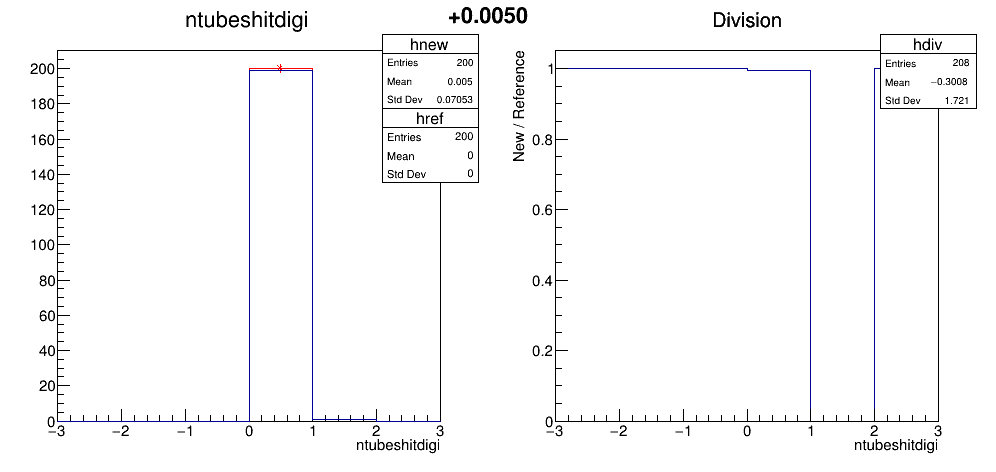 ntubeshitdigi
+0.0050
Division
hnew
Entries 200
Mean 0.005
Std Dev 0.07053
href
Entries 200
Mean 0
Std Dev 0
200
180
160
140
120
100
80
60
40
20
0
−3 −2 −1 0 1 2 3
ntubeshitdigi
hdiv
Entries 208
Mean −0.3008
Std Dev 1.721
New / Reference
1
0.8
0.6
0.4
0.2
0
−3 −2 −1 0 1 2 3
ntubeshitdigi